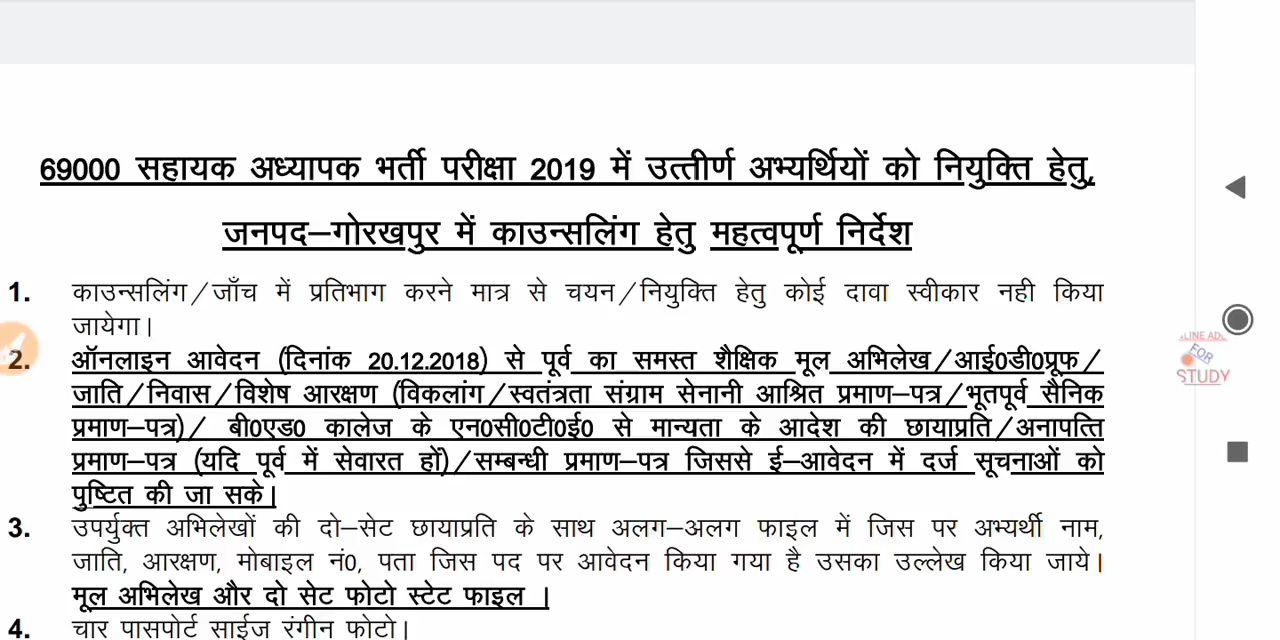 69000 सहायक अध्यापक भर्ती परीक्षा 2019 में उत्तीर्ण अभ्यर्थियों को नियुक्ति हेतु,
जनपद–गोरखपुर में काउन्सलिंग हेतु महत्वपूर्ण निर्देश
1. काउन्सलिंग/जाँच में प्रतिभाग करने मात्र से चयन/नियुक्ति हेतु कोई दावा स्वीकार नही किया
जायेगा।
2. ऑनलाइन आवेदन (दिनांक 20.12.2018) से पूर्व का समस्त शैक्षिक मूल अभिलेख/आई0डी0प्रूफ/
जाति/निवास/विशेष आरक्षण (विकलांग/स्वतंत्रता संग्राम सेनानी आश्रित प्रमाण–पत्र/भूतपूर्व सैनिक
प्रमाण–पत्र)/ बी0एड0 कालेज के एन0सी0टी0ई0 से मान्यता के आदेश की छायाप्रति/अनापत्ति
प्रमाण–पत्र (यदि पूर्व में सेवारत हों)/सम्बन्धी प्रमाण–पत्र जिससे ई–आवेदन में दर्ज सूचनाओं को
पुष्टित की जा सके।
3. उपर्युक्त अभिलेखों की दो–सेट छायाप्रति के साथ अलग–अलग फाइल में जिस पर अभ्यर्थी नाम,
जाति, आरक्षण, मोबाइल नं0, पता जिस पद पर आवेदन किया गया है उसका उल्लेख किया जाये।
मूल अभिलेख और दो सेट फोटो स्टेट फाइल ।
4. चार पासपोर्ट साईज रंगीन फोटो।
FOR
STUDY